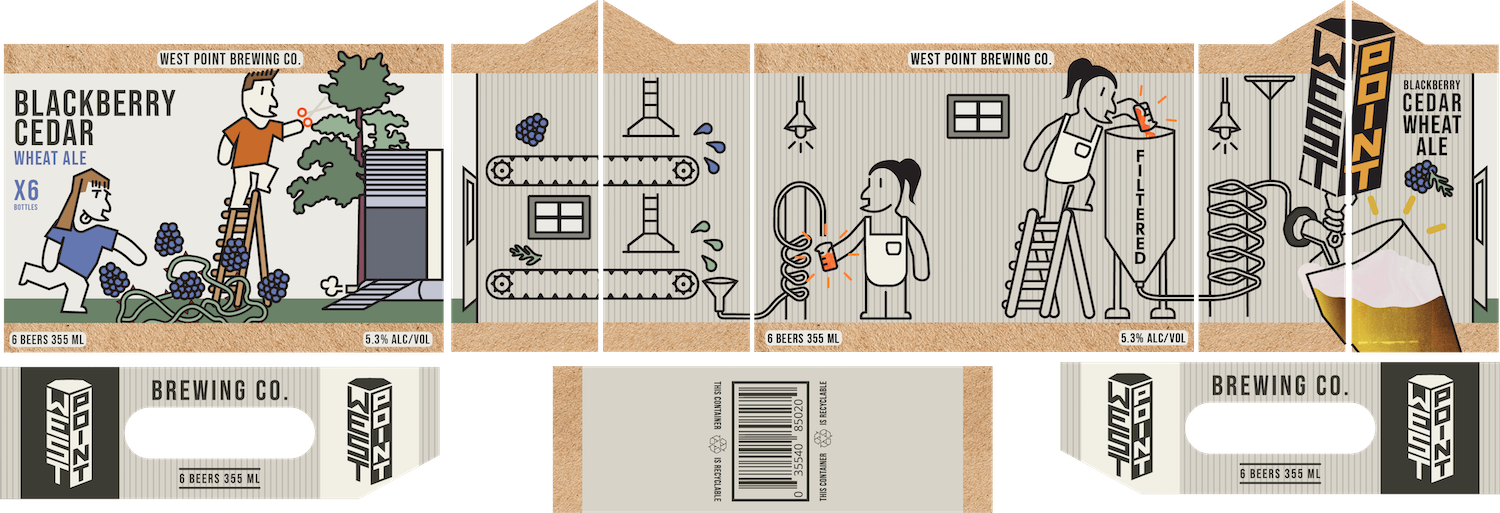 WEST POINT BREWING CO.
BLACKBERRY
CEDAR
WHEAT ALE
X6
BOTTLES
6 BEERS 355 ML
5.3% ALC/VOL
WEST POINT BREWING CO.
FILTERED
6 BEERS 355 ML
5.3% ALC/VOL
WEST
POINT
BLACKBERRY
CEDAR
WHEAT
ALE
WEST
POINT
BREWING CO.
6 BEERS 355 ML
WEST
POINT
THIS CONTAINER IS RECYCLABLE
0 35540 85020
THIS CONTAINER IS RECYCLABLE
WEST
POINT
BREWING CO.
6 BEERS 355 ML
WEST
POINT